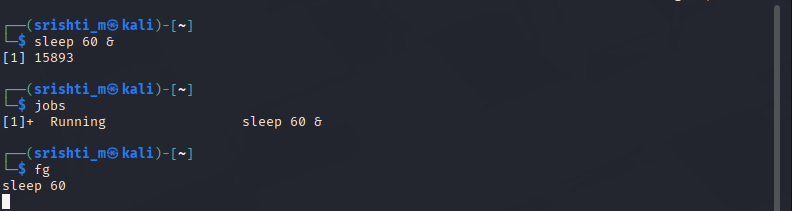 ┌──(srishti_m㉿kali)-[~]
└─$ sleep 60 &
[1] 15893
┌──(srishti_m㉿kali)-[~]
└─$ jobs
[1]+  Running                 sleep 60 &
┌──(srishti_m㉿kali)-[~]
└─$ fg
sleep 60